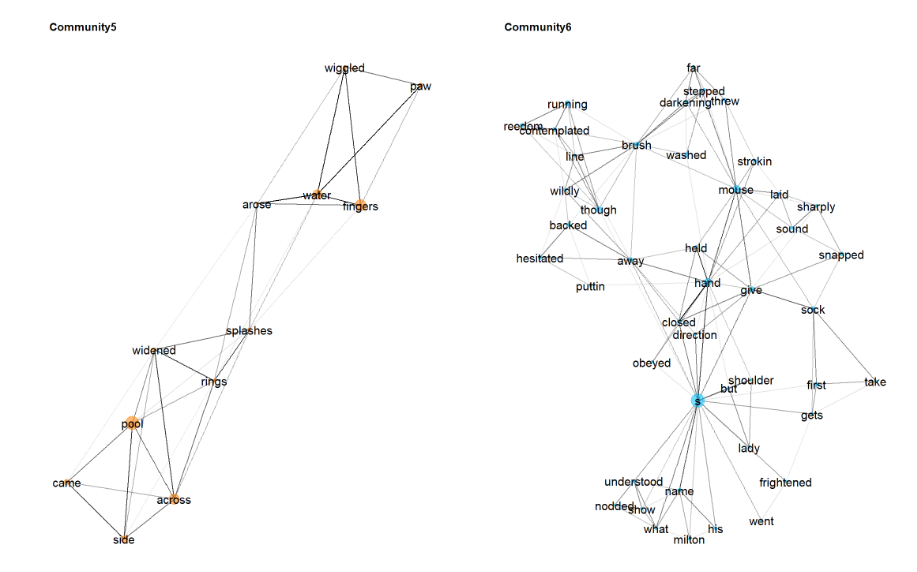 Community5
wiggled
paw
water
arose
fingers
splashes
widened
rings
pool
came
across
side
Community6
far
stepped
darkening
threw
running
reedom
contemplated
brush
line
washed
strokin
wildly
mouse
laid
though
sharply
backed
sound
held
hesitated
away
snapped
hand
puttin
give
sock
closed
direction
obeyed
shoulder
but
first
take
s
gets
lady
understood
frightened
name
nodded
show
went
what
his
milton